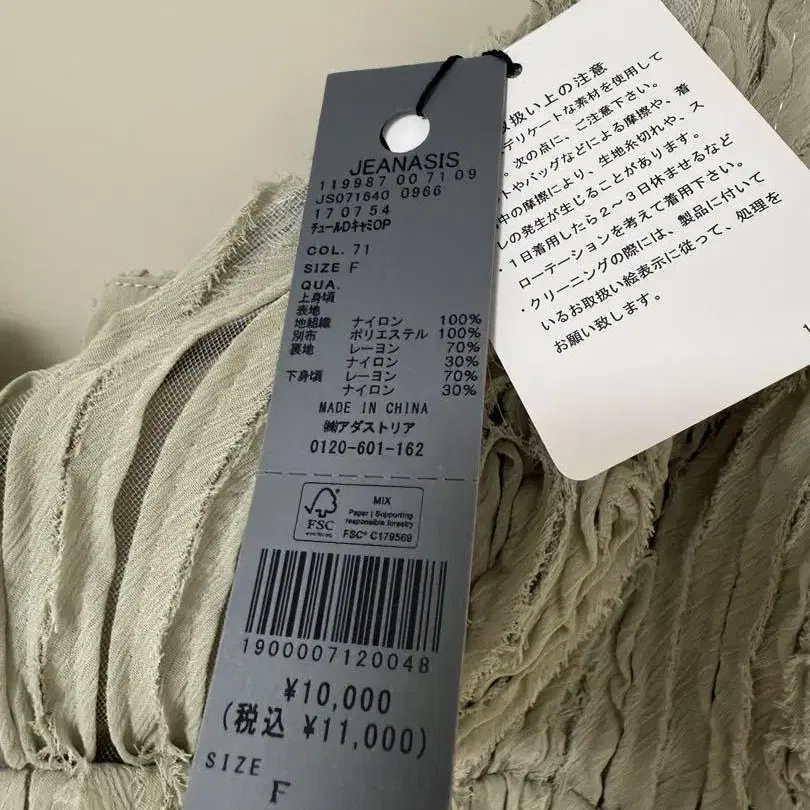 JEANASIS
119987 00 71 09
JS071640 0966
170754
チュールDキャミOP
COL. 71
SIZE F
QUA.
上身頃
表地
地組織 ナイロン 100%
別布 ポリエステル 100%
裏地 レーヨン 70%
ナイロン 30%
下身頃 レーヨン 70%
ナイロン 30%
MADE IN CHINA
㈱アダストリア
0120-601-162
FSC
www.fsc.org
MIX
Paper | Supporting
responsible forestry
FSC® C179569
1900007120048
¥10,000
(税込 ¥11,000)
SIZE
F
取扱い上の注意
デリケートな素材を使用して
。次の点に、ご注意下さい。
トやバッグなどによる摩擦や、着
中の摩擦により、生地糸切れや、ス
しの発生が生じることがあります。
・1日着用したら2～3日休ませるなど
ローテーションを考えて着用下さい。
・クリーニングの際には、製品に付いて
いるお取扱い絵表示に従って、処理を
お願い致します。